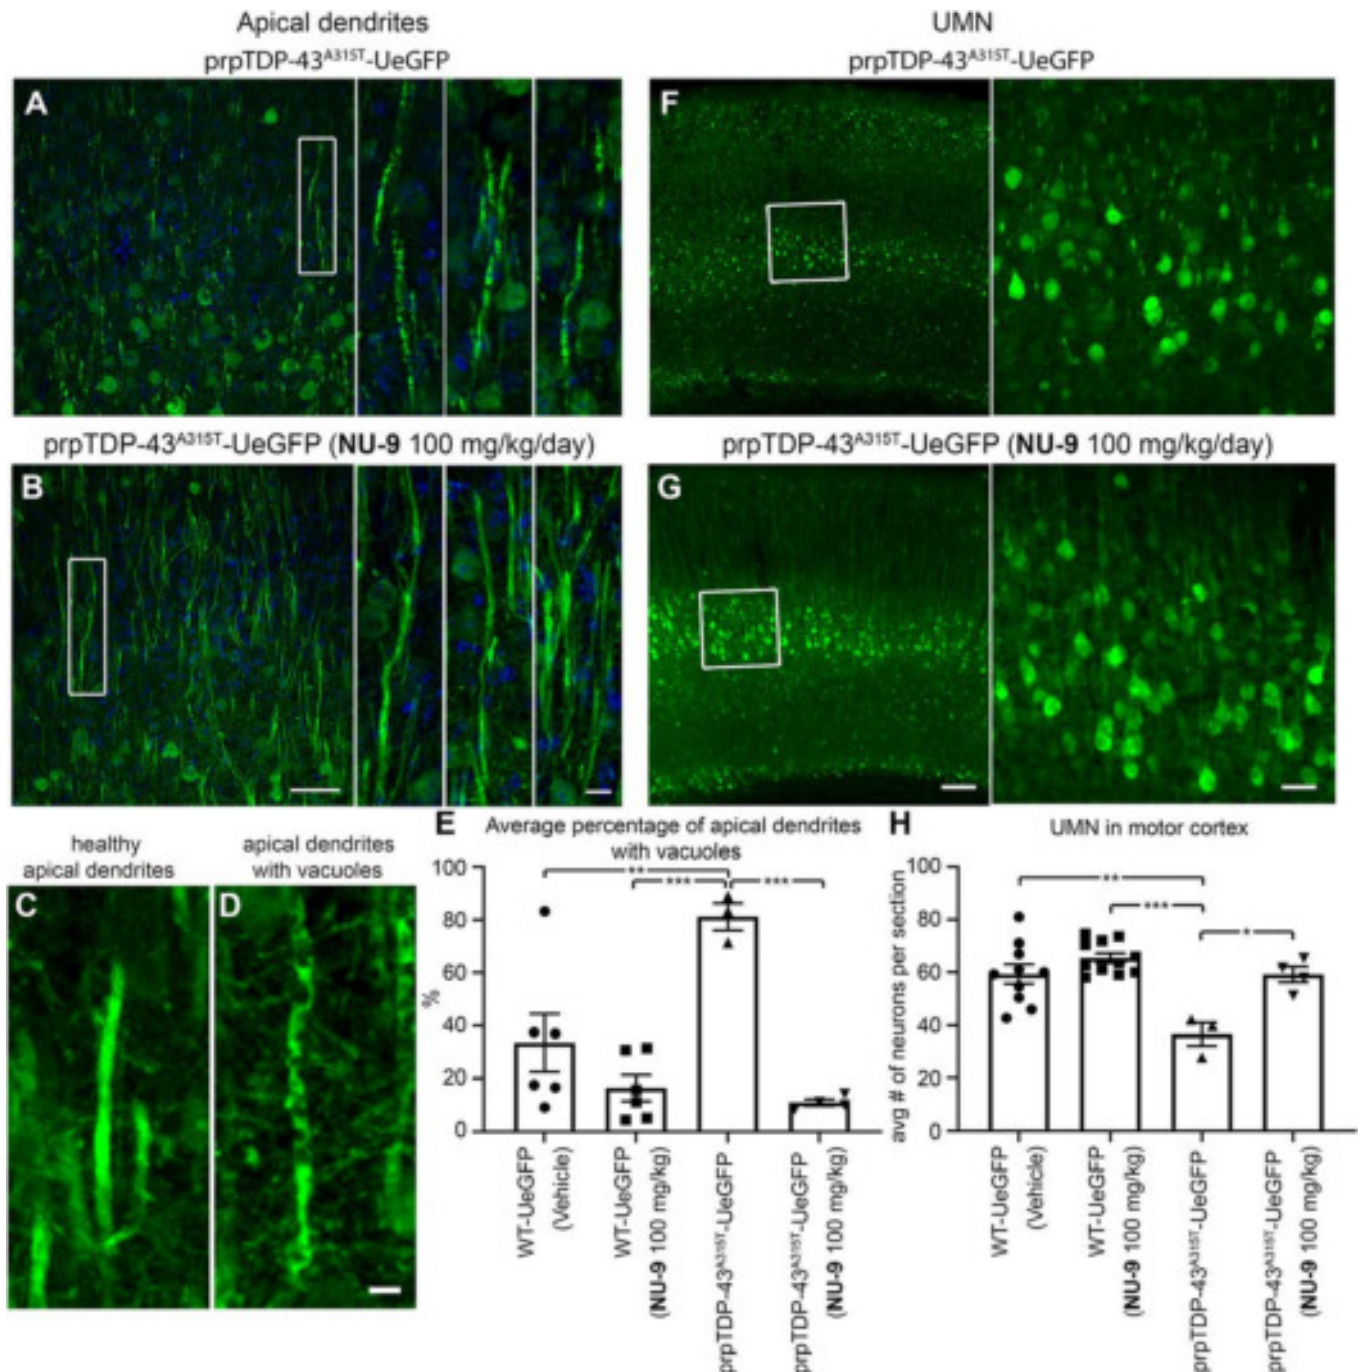 Apical dendrites
prpTDP-43A315T-UeGFP
UMN
prpTDP-43A315T-UeGFP
A
F
prpTDP-43A315T-UeGFP (NU-9 100 mg/kg/day)
prpTDP-43A315T-UeGFP (NU-9 100 mg/kg/day)
B
G
healthy
apical dendrites
apical dendrites
with vacuoles
C
D
E
Average percentage of apical dendrites
with vacuoles
100
80
60
40
20
0
%
**
***
***
WT-UeGFP
(Vehicle)
WT-UeGFP
(NU-9 100 mg/kg)
prpTDP-43A315T-UeGFP
prpTDP-43A315T-UeGFP
(NU-9 100 mg/kg)
H
UMN in motor cortex
avg # of neurons per section
100
80
60
40
20
0
**
***
*
WT-UeGFP
(Vehicle)
WT-UeGFP
(NU-9 100 mg/kg)
prpTDP-43A315T-UeGFP
prpTDP-43A315T-UeGFP
(NU-9 100 mg/kg)